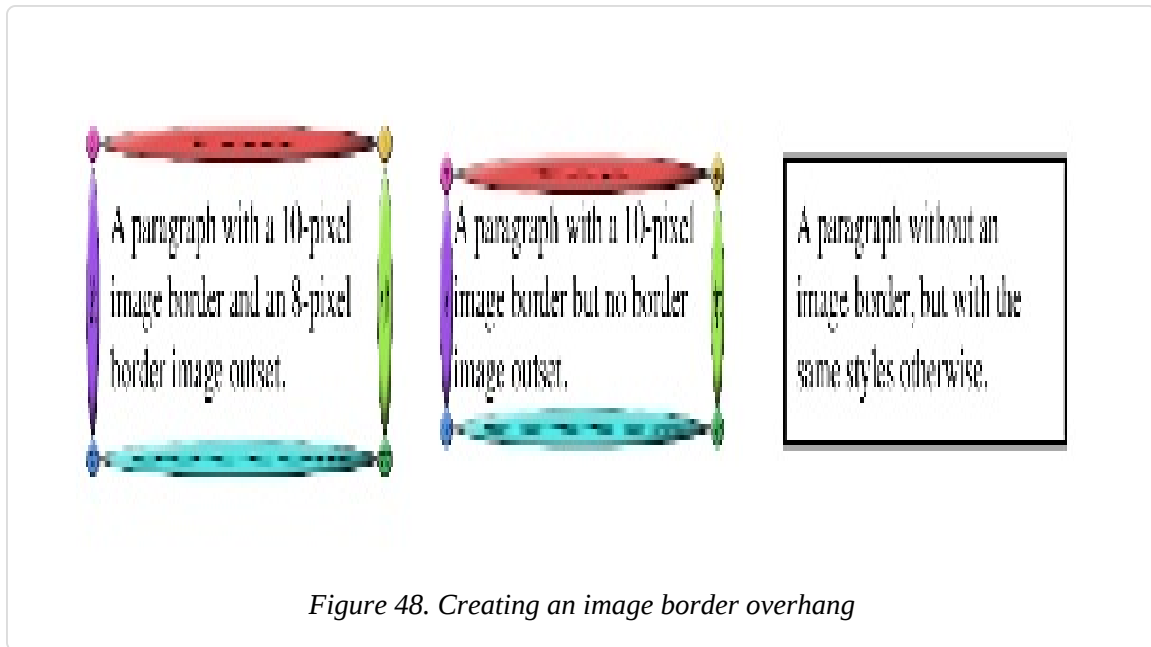 A paragraph with a 10-pixel
image border and an 8-pixel
border image outset.
A paragraph with a 10-pixel
image border but no border
image outset.
A paragraph without an
image border, but with the
same styles otherwise.
Figure 48. Creating an image border overhang